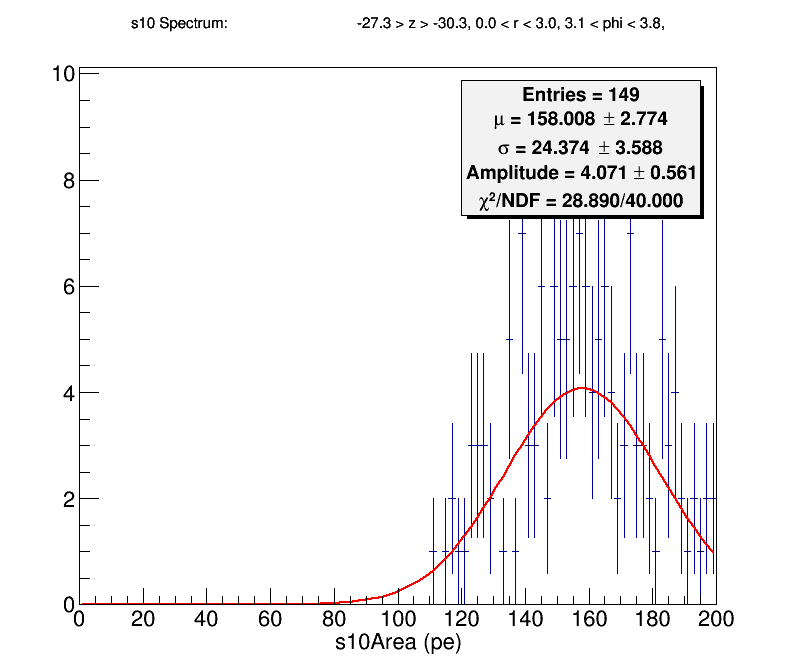 s10 Spectrum: -27.3 > z > -30.3, 0.0 < r < 3.0, 3.1 < phi < 3.8,
Entries = 149
μ = 158.008 ± 2.774
σ = 24.374 ± 3.588
Amplitude = 4.071 ± 0.561
χ²/NDF = 28.890/40.000
10
8
6
4
2
0
0 20 40 60 80 100 120 140 160 180 200
s10Area (pe)